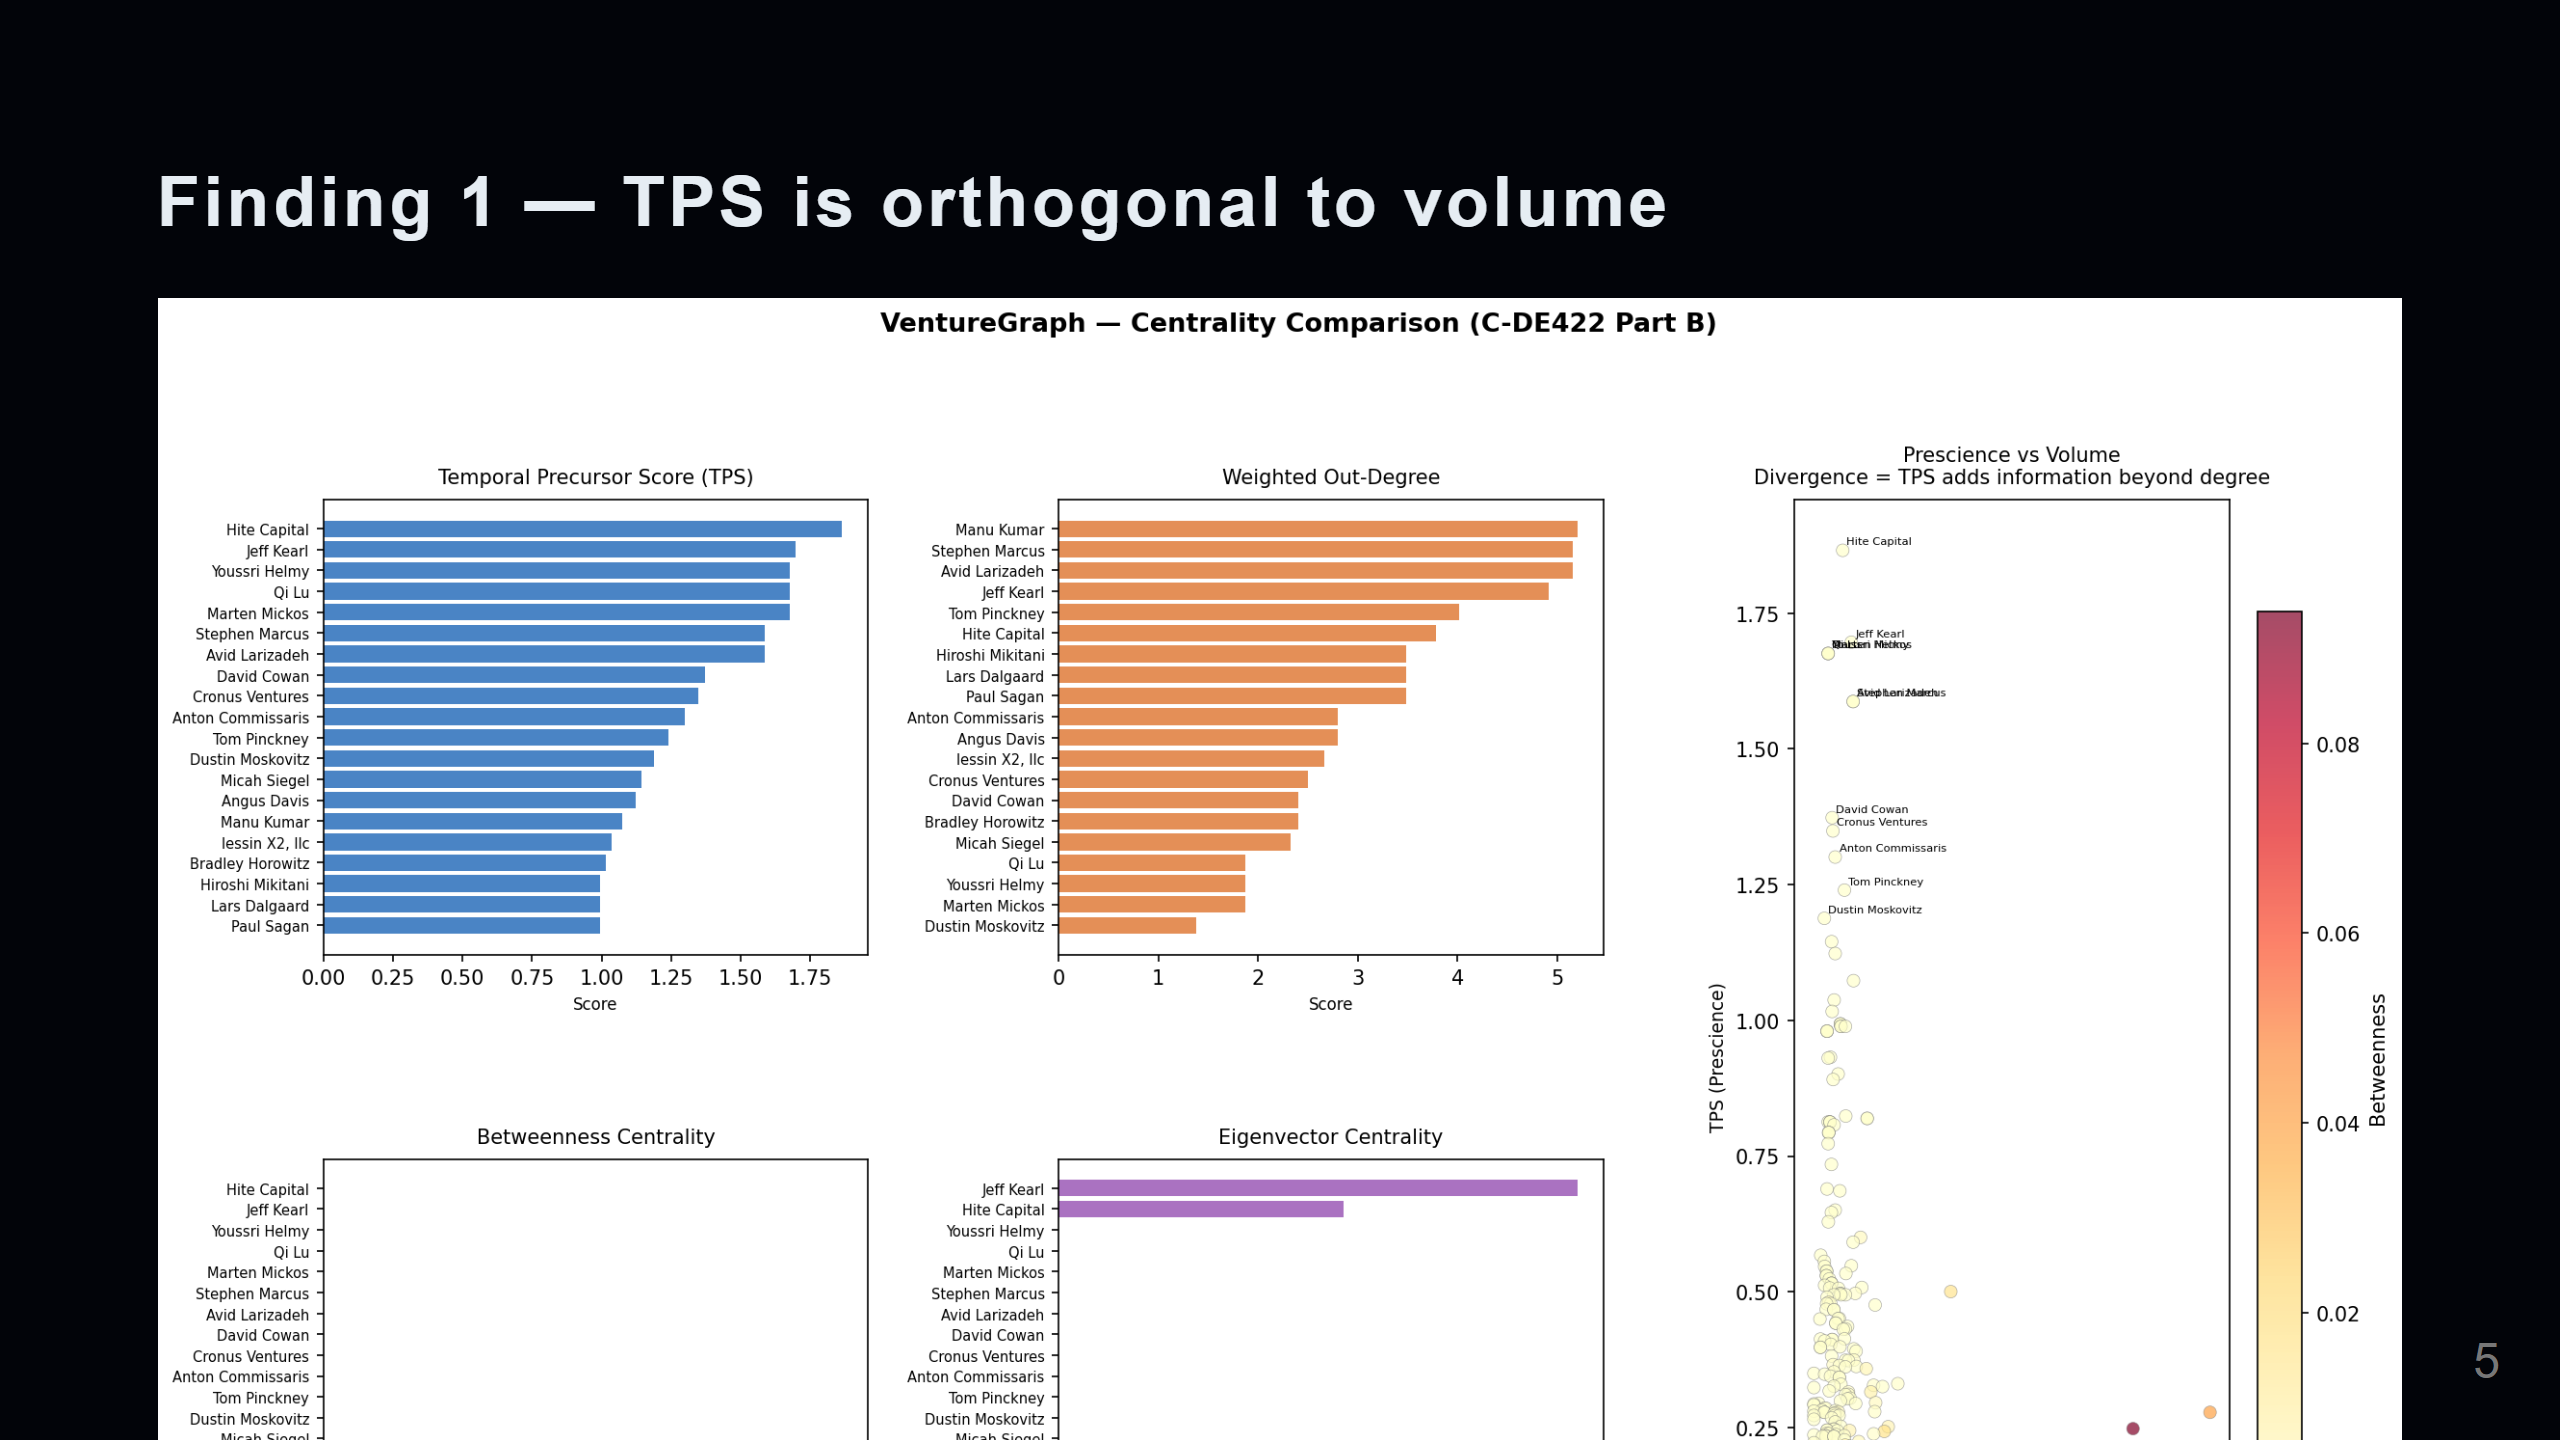 Finding 1 — TPS is orthogonal to volume
VentureGraph — Centrality Comparison (C-DE422 Part B)
Temporal Precursor Score (TPS)
Hite Capital
Jeff Kearl
Youssri Helmy
Qi Lu
Marten Mickos
Stephen Marcus
Avid Larizadeh
David Cowan
Cronus Ventures
Anton Commissaris
Tom Pinckney
Dustin Moskovitz
Micah Siegel
Angus Davis
Manu Kumar
lessin X2, llc
Bradley Horowitz
Hiroshi Mikitani
Lars Dalgaard
Paul Sagan
0.00 0.25 0.50 0.75 1.00 1.25 1.50 1.75
Score
Weighted Out-Degree
Manu Kumar
Stephen Marcus
Avid Larizadeh
Jeff Kearl
Tom Pinckney
Hite Capital
Hiroshi Mikitani
Lars Dalgaard
Paul Sagan
Anton Commissaris
Angus Davis
lessin X2, llc
Cronus Ventures
David Cowan
Bradley Horowitz
Micah Siegel
Qi Lu
Youssri Helmy
Marten Mickos
Dustin Moskovitz
0 1 2 3 4 5
Score
Betweenness Centrality
Hite Capital
Jeff Kearl
Youssri Helmy
Qi Lu
Marten Mickos
Stephen Marcus
Avid Larizadeh
David Cowan
Cronus Ventures
Anton Commissaris
Tom Pinckney
Dustin Moskovitz
Micah Siegel
Eigenvector Centrality
Jeff Kearl
Hite Capital
Youssri Helmy
Qi Lu
Marten Mickos
Stephen Marcus
Avid Larizadeh
David Cowan
Cronus Ventures
Anton Commissaris
Tom Pinckney
Dustin Moskovitz
Micah Siegel
Prescience vs Volume
Divergence = TPS adds information beyond degree
TPS (Prescience)
1.75
1.50
1.25
1.00
0.75
0.50
0.25
Hite Capital
Jeff Kearl
David Cowan
Cronus Ventures
Anton Commissaris
Tom Pinckney
Dustin Moskovitz
0.08
0.06
0.04
0.02
Betweenness
5